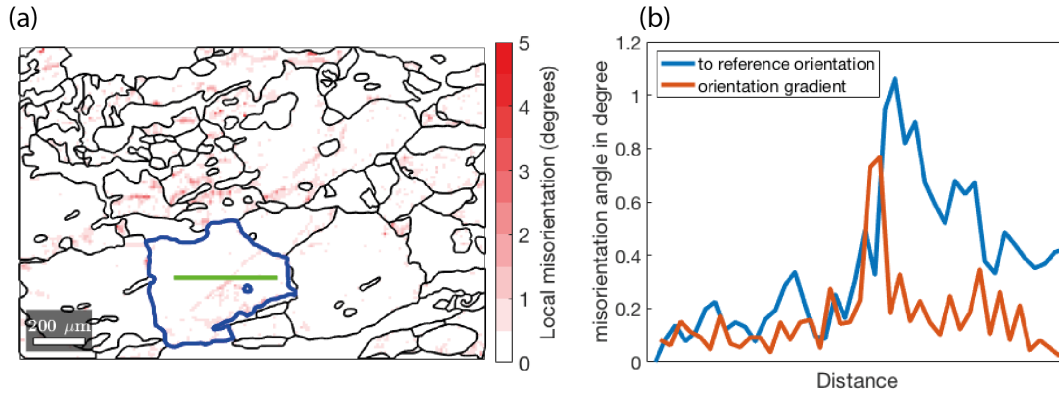 (a)
200 μm
5
4
3
2
1
0
Local misorientation (degrees)
(b)
1.2
1
0.8
0.6
0.4
0.2
0
misorientation angle in degree
to reference orientation
orientation gradient
Distance